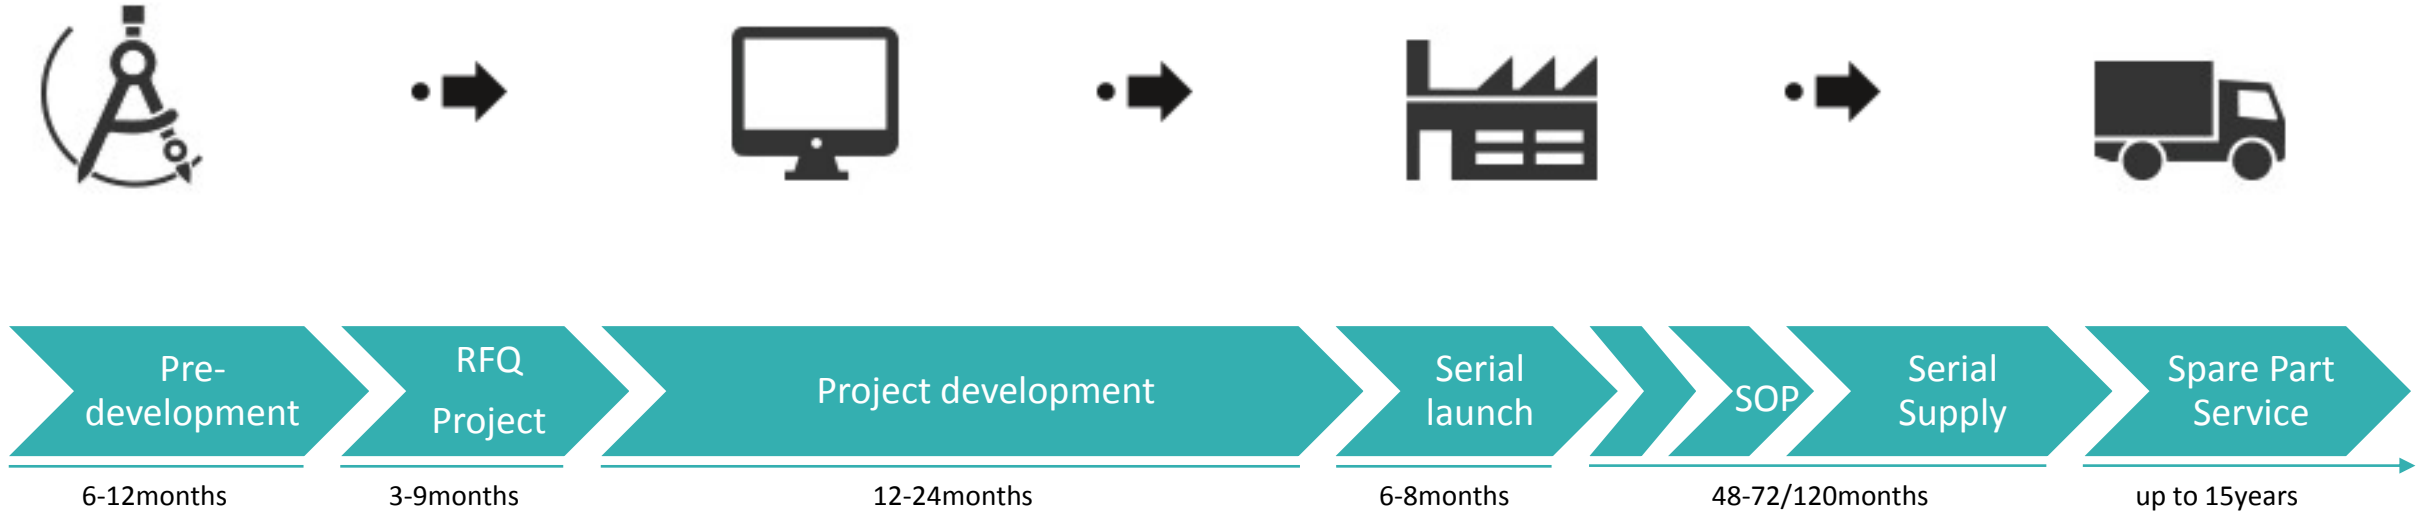 Pre-
development
RFQ
Project
Project development
Serial
launch
SOP
Serial
Supply
Spare Part
Service
6-12months
3-9months
12-24months
6-8months
48-72/120months
up to 15years